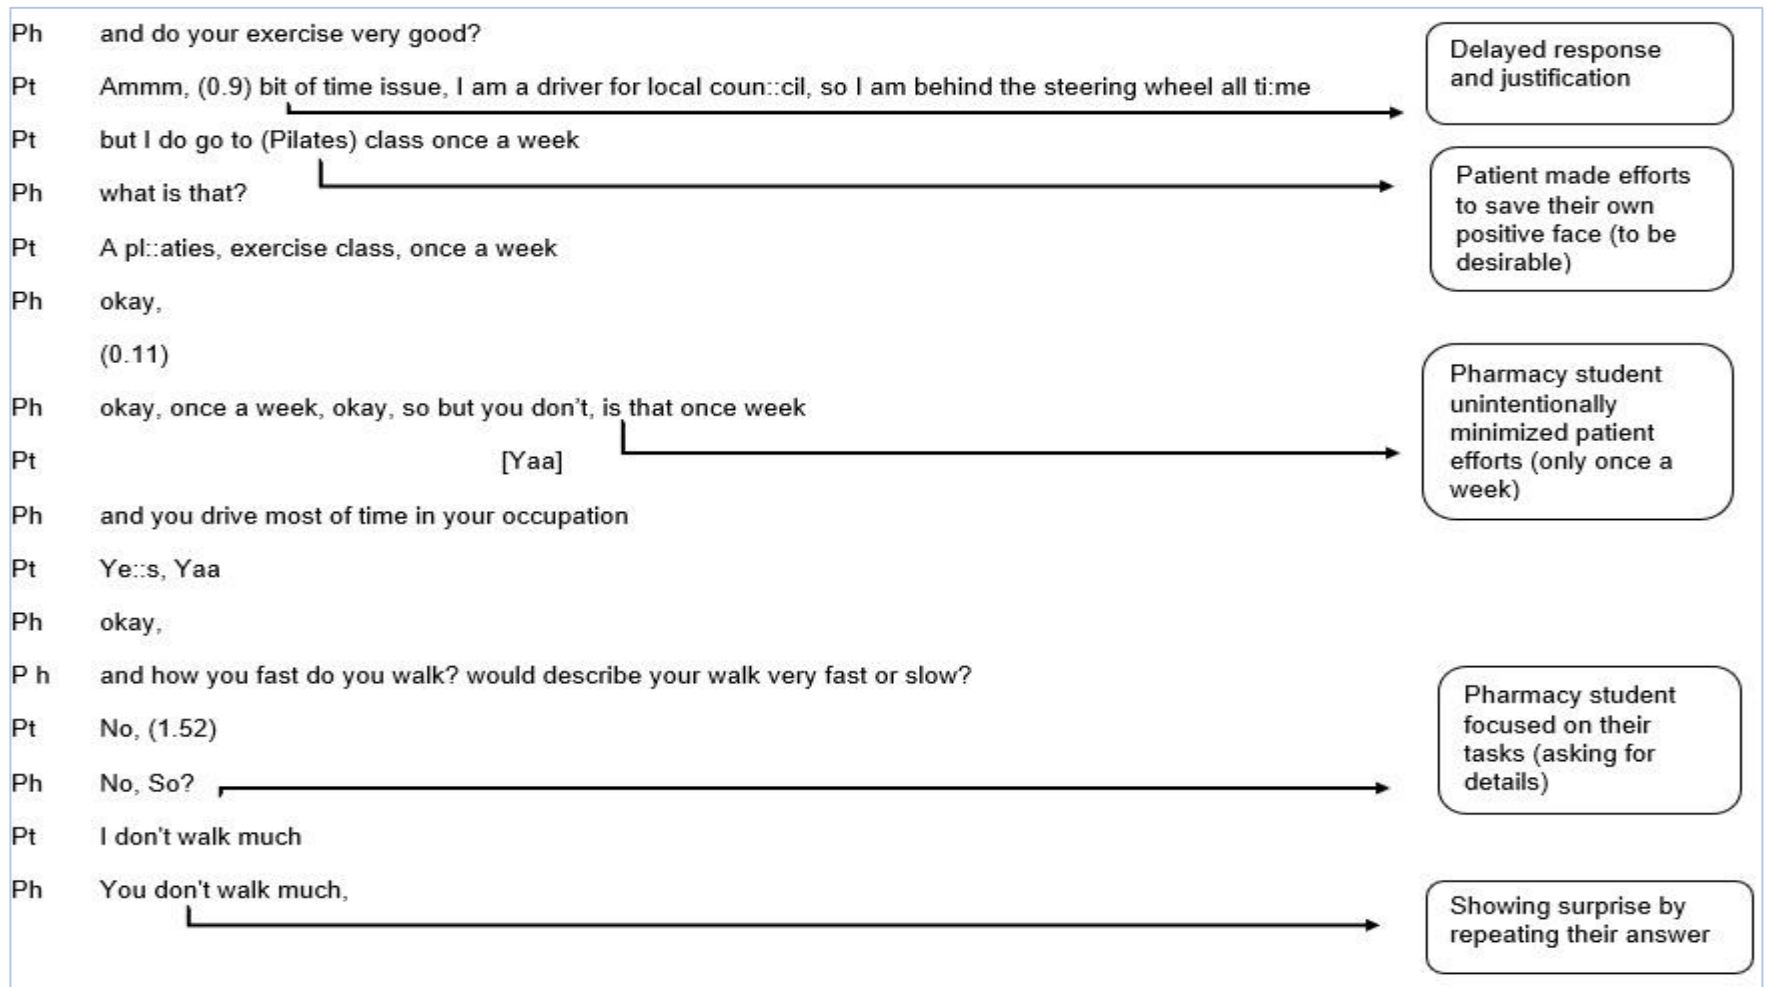 Ph and do your exercise very good?
Pt Ammm, (0.9) bit of time issue, I am a driver for local coun::cil, so I am behind the steering wheel all ti:me
Delayed response
and justification
Pt but I do go to (Pilates) class once a week
Ph what is that?
Patient made efforts
to save their own
positive face (to be
desirable)
Pt A pl::aties, exercise class, once a week
Ph okay,
(0.11)
Ph okay, once a week, okay, so but you don't, is that once week
Pt [Yaa]
Pharmacy student
unintentionally
minimized patient
efforts (only once a
week)
Ph and you drive most of time in your occupation
Pt Ye::s, Yaa
Ph okay,
P h and how you fast do you walk? would describe your walk very fast or slow?
Pt No, (1.52)
Ph No, So?
Pharmacy student
focused on their
tasks (asking for
details)
Pt I don't walk much
Ph You don't walk much,
Showing surprise by
repeating their answer